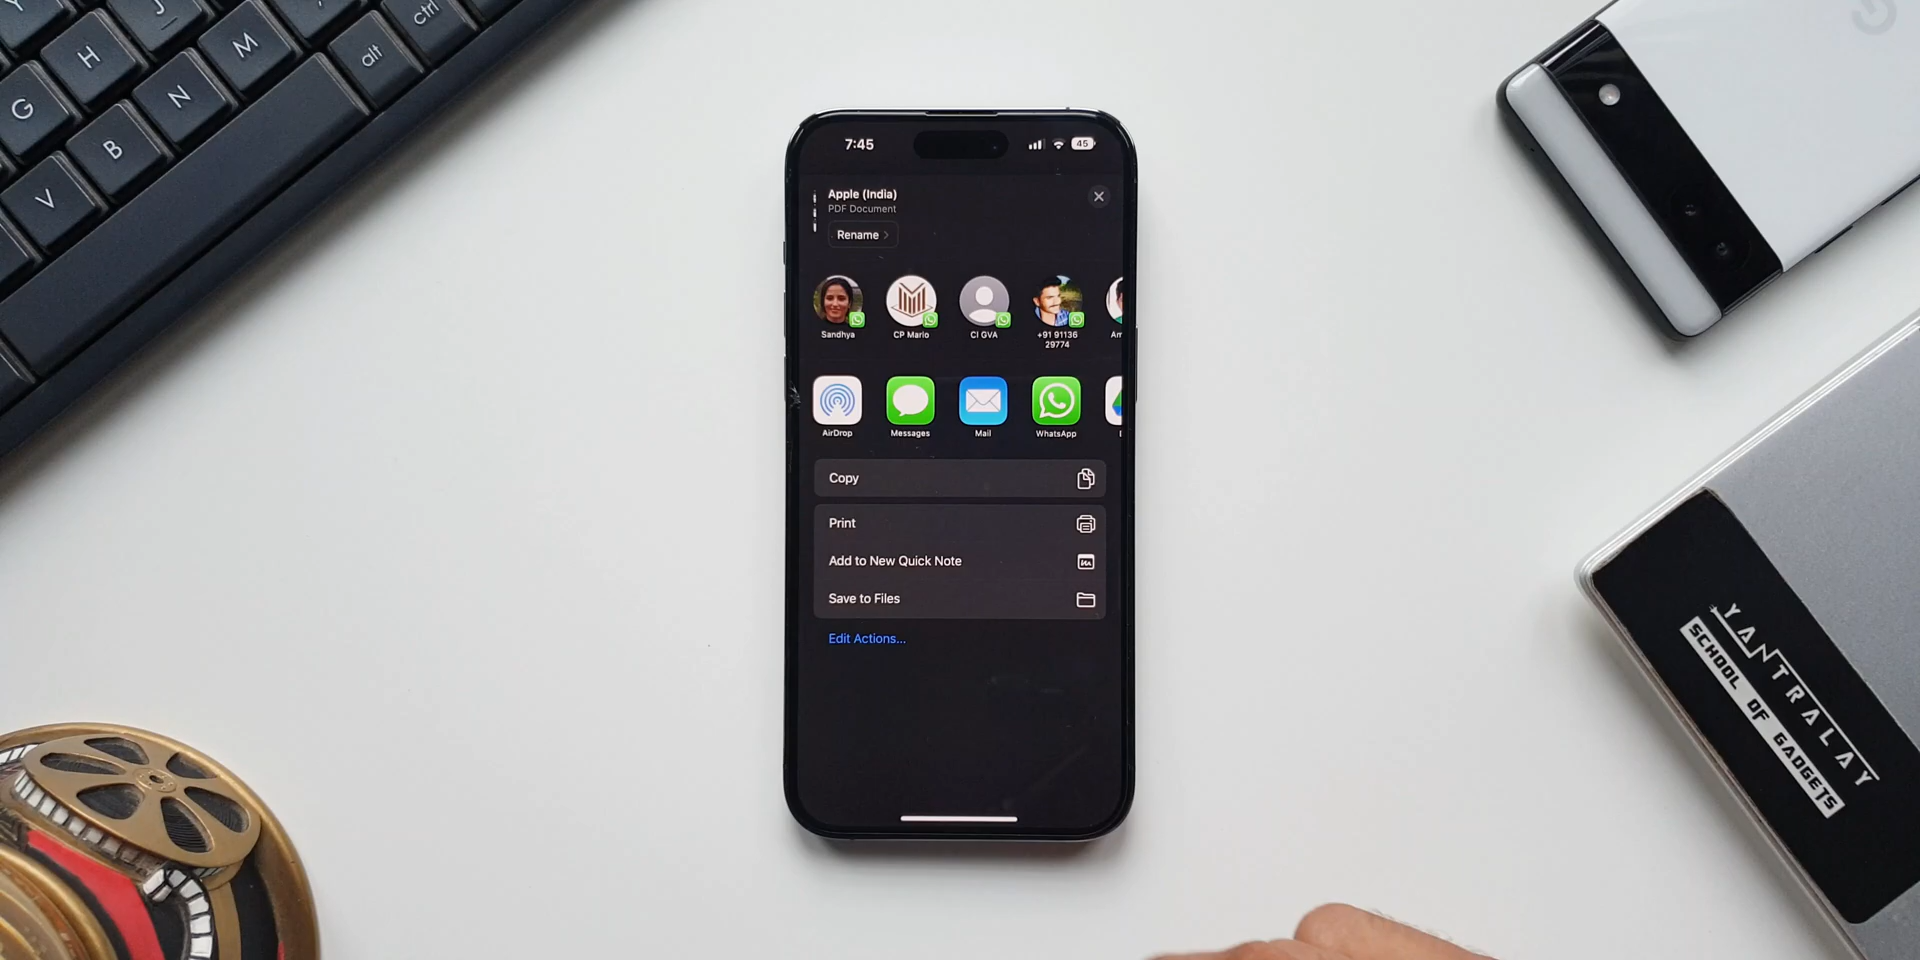 J
ctrl
H
M
alt
G
N
B
V
7:45
45
Apple (India)
PDF Document
Rename
Sandhya
CP Mario
CI GVA
+91 91136
29774
AirDrop
Messages
Mail
WhatsApp
Copy
Print
Add to New Quick Note
Save to Files
Edit Actions...
YANTRALAY
SCHOOL OF GADGETS